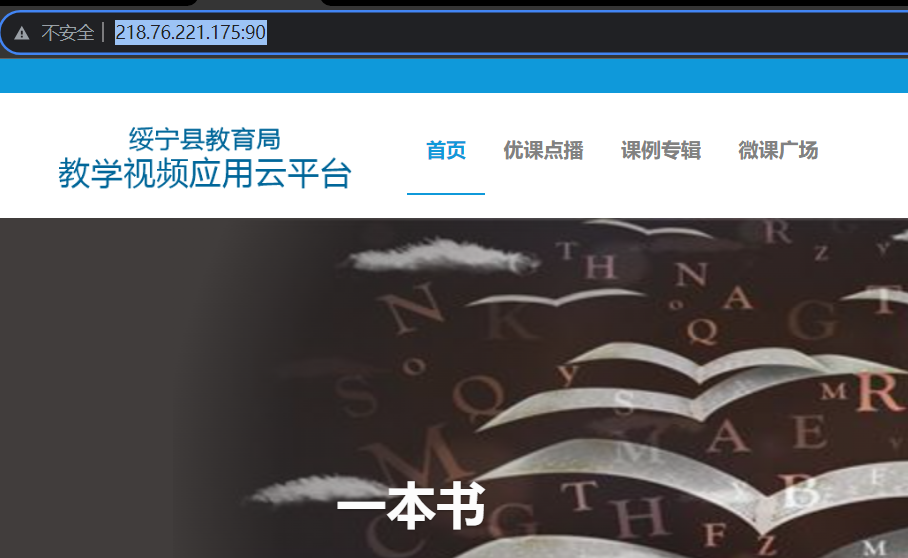 不安全 | 218.76.221.175:90
绥宁县教育局
教学视频应用云平台
首页 优课点播 课例专辑 微课广场
T H R Z Y
N N A T
K Q G
O
S Q y S M R
M M A E
B
一本书 T H F Z
G M